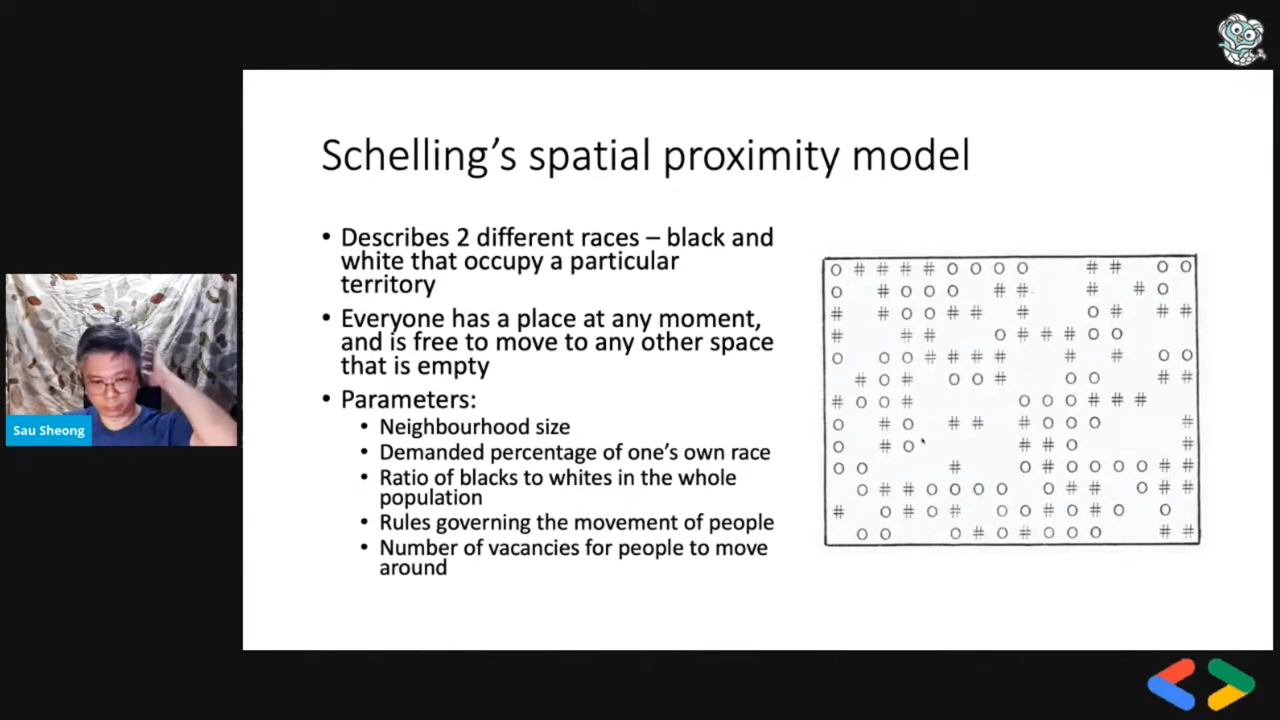 Schelling’s spatial proximity model
• Describes 2 different races – black and
white that occupy a particular
territory
• Everyone has a place at any moment,
and is free to move to any other space
that is empty
• Parameters:
• Neighbourhood size
• Demanded percentage of one’s own race
• Ratio of blacks to whites in the whole
population
• Rules governing the movement of people
• Number of vacancies for people to move
around
O # # # # O O O O # # O O
O # O O O # # # # O
# # O O # # # O # # #
# # # O # # # O O
O O O # # # # # # O O
# O # O O # O O # #
# O O # O O O # # #
O # O # # # O O O #
O # O # # O #
O O # O # O O O O # #
O # # O O O O O # # O # #
# O # O # O O # O # O O
O O O # O # O O O # #
Sau Sheong